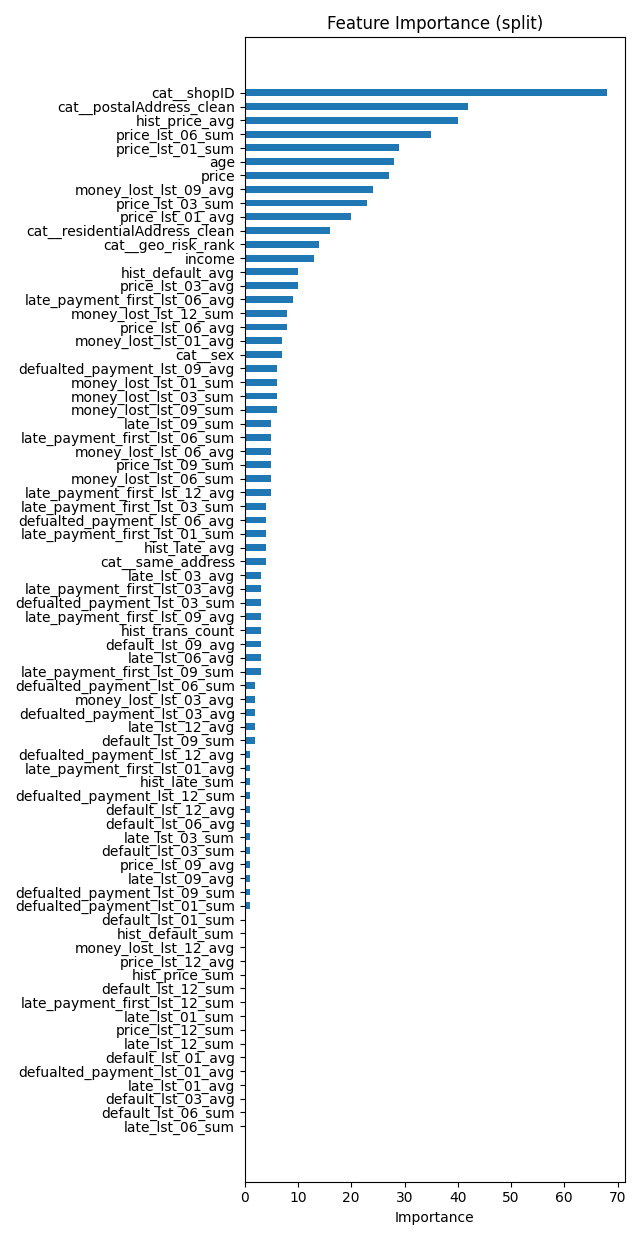 Feature Importance (split)
cat__shopID
cat__postalAddress_clean
hist_price_avg
price_lst_06_sum
price_lst_01_sum
age
price
money_lost_lst_09_avg
price_lst_03_sum
price_lst_01_avg
cat__residentialAddress_clean
cat__geo_risk_rank
income
hist_default_avg
price_lst_03_avg
late_payment_first_lst_06_avg
money_lost_lst_12_sum
price_lst_06_avg
money_lost_lst_01_avg
cat__sex
defualted_payment_lst_09_avg
money_lost_lst_01_sum
money_lost_lst_03_sum
money_lost_lst_09_sum
late_lst_09_sum
late_payment_first_lst_06_sum
money_lost_lst_06_avg
price_lst_09_sum
money_lost_lst_06_sum
late_payment_first_lst_12_avg
late_payment_first_lst_03_sum
defualted_payment_lst_06_avg
late_payment_first_lst_01_sum
hist_late_avg
cat__same_address
late_lst_03_avg
late_payment_first_lst_03_avg
defualted_payment_lst_03_sum
late_payment_first_lst_09_avg
hist_trans_count
default_lst_09_avg
late_lst_06_avg
late_payment_first_lst_09_sum
defualted_payment_lst_06_sum
money_lost_lst_03_avg
defualted_payment_lst_03_avg
late_lst_12_avg
default_lst_09_sum
defualted_payment_lst_12_avg
late_payment_first_lst_01_avg
hist_late_sum
defualted_payment_lst_12_sum
default_lst_12_avg
default_lst_06_avg
late_lst_03_sum
default_lst_03_sum
price_lst_09_avg
late_lst_09_avg
defualted_payment_lst_09_sum
defualted_payment_lst_01_sum
default_lst_01_sum
hist_default_sum
money_lost_lst_12_avg
price_lst_12_avg
hist_price_sum
default_lst_12_sum
late_payment_first_lst_12_sum
late_lst_01_sum
price_lst_12_sum
late_lst_12_sum
default_lst_01_avg
defualted_payment_lst_01_avg
late_lst_01_avg
default_lst_03_avg
default_lst_06_sum
late_lst_06_sum
0 10 20 30 40 50 60 70
Importance